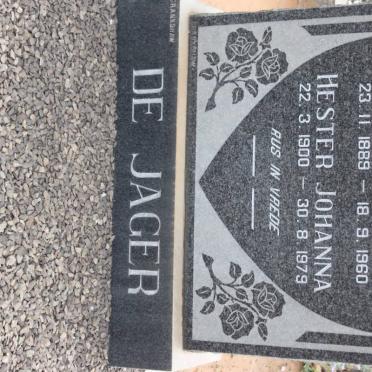 23 11 1889 — 18 9 1960
HESTER JOHANNA
22 3 1900 — 30 8 1979
RUS IN VREDE
DE JAGER
CRANNSHAW